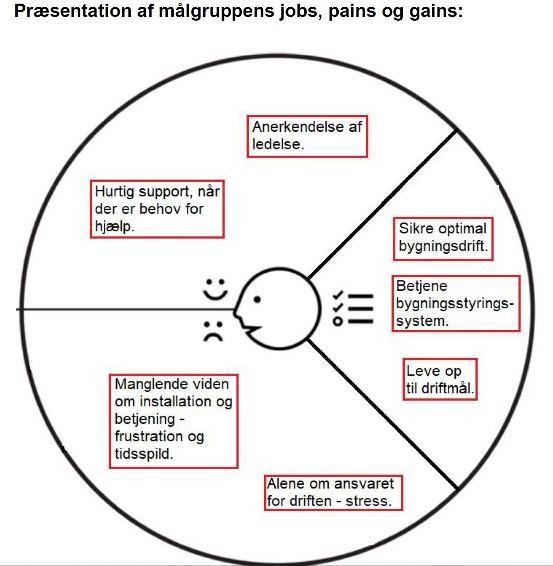 Præsentation af målgruppens jobs, pains og gains:
Anerkendelse af
ledelse.
Hurtig support, når
der er behov for
hjælp.
Sikre optimal
bygningsdrift.
Betjene
bygningsstyrings-
system.
Leve op
til driftmål.
Manglende viden
om installation og
betjening -
frustration og
tidsspild.
Alene om ansvaret
for driften - stress.